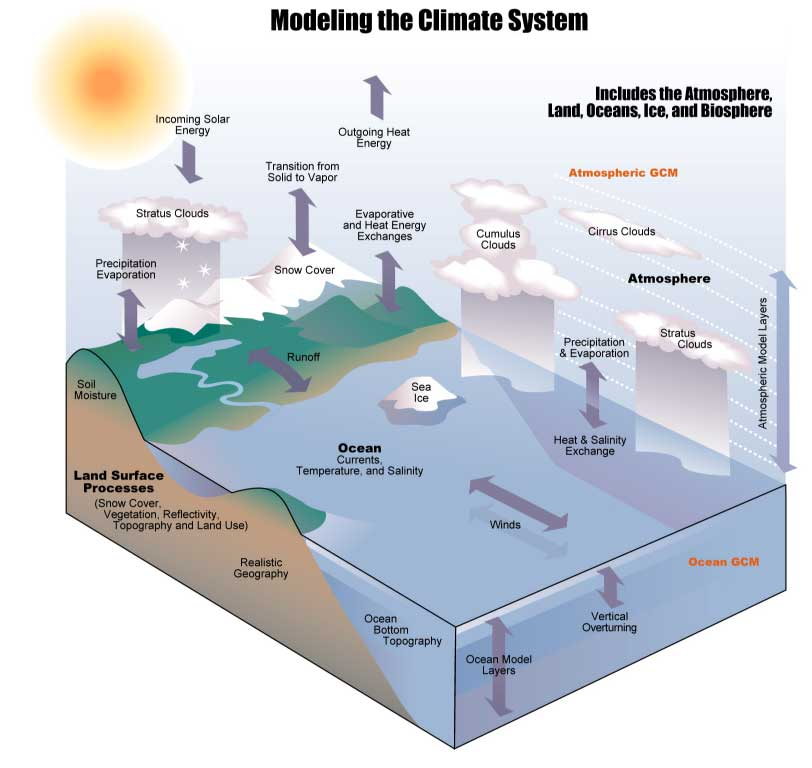 Modeling the Climate System
Includes the Atmosphere,
Land, Oceans, Ice, and Biosphere
Incoming Solar
Energy
Outgoing Heat
Energy
Transition from
Solid to Vapor
Atmospheric GCM
Stratus Clouds
Evaporative
and Heat Energy
Exchanges
Cumulus
Clouds
Cirrus Clouds
Precipitation
Evaporation
Snow Cover
Atmosphere
Atmospheric Model Layers
Stratus
Clouds
Precipitation
& Evaporation
Runoff
Soil
Moisture
Sea
Ice
Heat & Salinity
Exchange
Ocean
Currents,
Temperature, and Salinity
Land Surface
Processes
(Snow Cover,
Vegetation, Reflectivity,
Topography and Land Use)
Winds
Realistic
Geography
Ocean GCM
Ocean
Bottom
Topography
Vertical
Overturning
Ocean Model
Layers